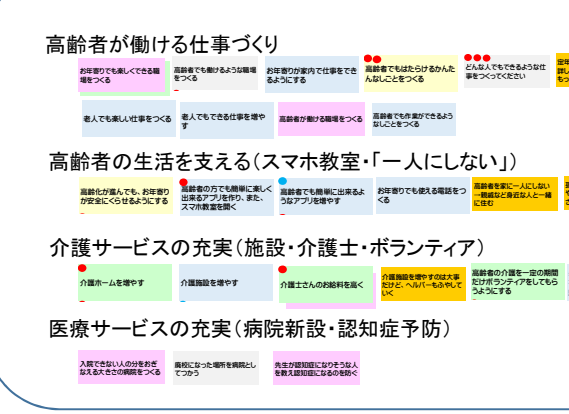 高齢者が働ける仕事づくり
お年寄りでも楽しくできる職
場をつくる
高齢者でも働けるような職場
をつくる
お年寄りが家内で仕事をでき
るようにする
高齢者でもはたらけるかんた
んなしごとをつくる
どんな人でもできるような仕
事をつくってください
老人でも楽しい仕事をつくる
老人でもできる仕事を増や
す
高齢者が働ける職場をつくる
高齢者でも作業ができるよう
なしごとをつくる
高齢者の生活を支える(スマホ教室・「一人にしない」)
高齢化が進んでも、お年寄り
が安全にくらせるようにする
高齢者の方でも簡単に楽しく
出来るアプリを作り、また、
スマホ教室を開く
高齢者でも簡単に出来るよ
うなアプリを増やす
お年寄りでも使える電話をつ
くる
高齢者を家に一人にしない
→親戚など身近な人と一緒
に住む
介護サービスの充実(施設・介護士・ボランティア)
介護ホームを増やす
介護施設を増やす
介護士さんのお給料を高く
介護施設を増やすのは大事
だけど、ヘルパーもふやして
いく
高齢者の介護を一定の期間
だけボランティアをしてもら
うようにする
医療サービスの充実(病院新設・認知症予防)
入院できない人の分をおぎ
なえる大きさの病院をつくる
廃校になった場所を病院とし
てつかう
先生が認知症になりそうな人
を教え認知症になるのを防ぐ